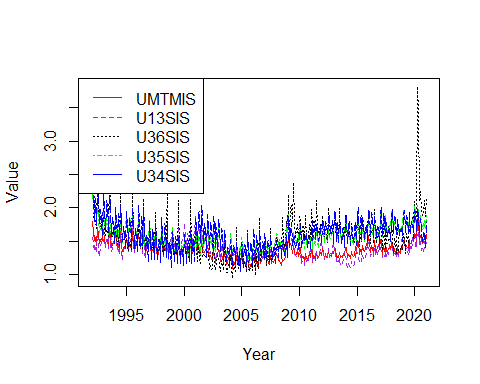 UMTMIS
U13SIS
U36SIS
U35SIS
U34SIS
Value
3.0
2.0
1.0
1995 2000 2005 2010 2015 2020
Year